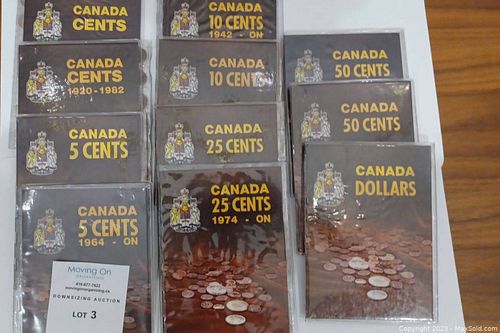 CANADA
CENTS
CANADA
10 CENTS
1942 - ON
CANADA
CENTS
1920-1982
CANADA
10 CENTS
CANADA
50 CENTS
CANADA
5 CENTS
CANADA
25 CENTS
CANADA
50 CENTS
CANADA
5 CENTS
1964 - ON
CANADA
25 CENTS
1974 - ON
CANADA
DOLLARS
Moving On
DOWNSIZING AUCTION
LOT 3
Copyright 2023 - MaxSold.com